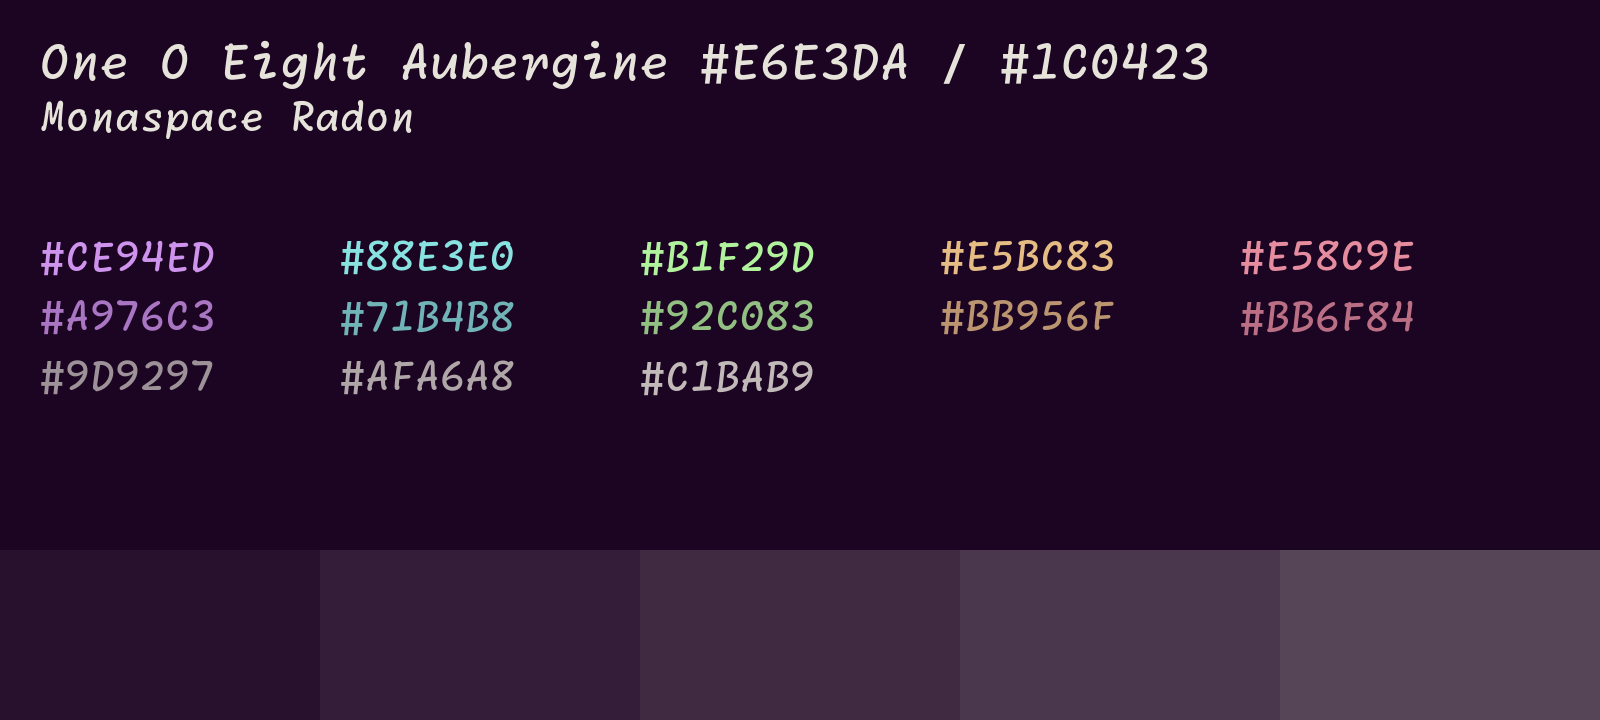 One O Eight Aubergine #E6E3DA / #1C0423
Monaspace Radon
#CE94ED #88E3E0 #B1F29D #E5BC83 #E58C9E
#A976C3 #71B4B8 #92C083 #BB956F #BB6F84
#9D9297 #AFA6A8 #C1BAB9